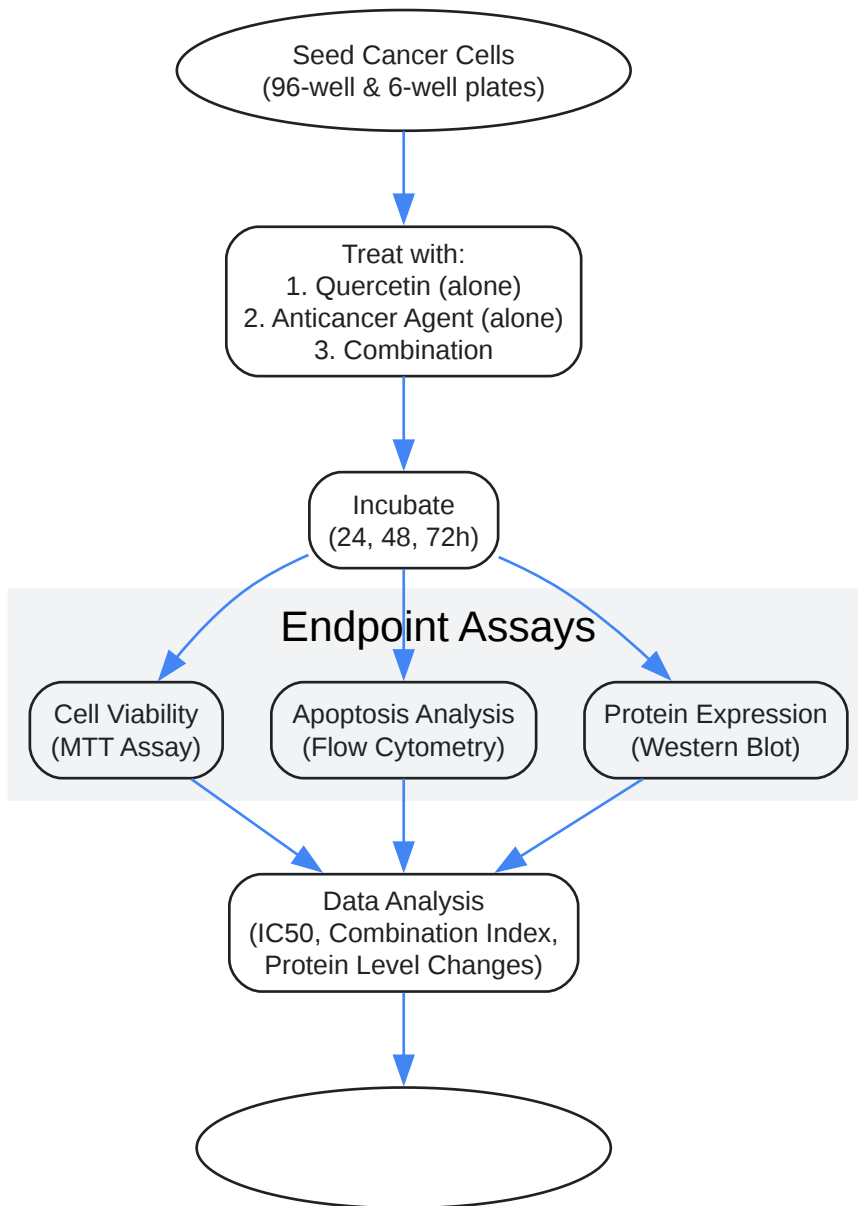 Seed Cancer Cells
(96-well & 6-well plates)
Treat with:
1. Quercetin (alone)
2. Anticancer Agent (alone)
3. Combination
Incubate
(24, 48, 72h)
Endpoint Assays
Cell Viability
(MTT Assay)
Apoptosis Analysis
(Flow Cytometry)
Protein Expression
(Western Blot)
Data Analysis
(IC50, Combination Index,
Protein Level Changes)